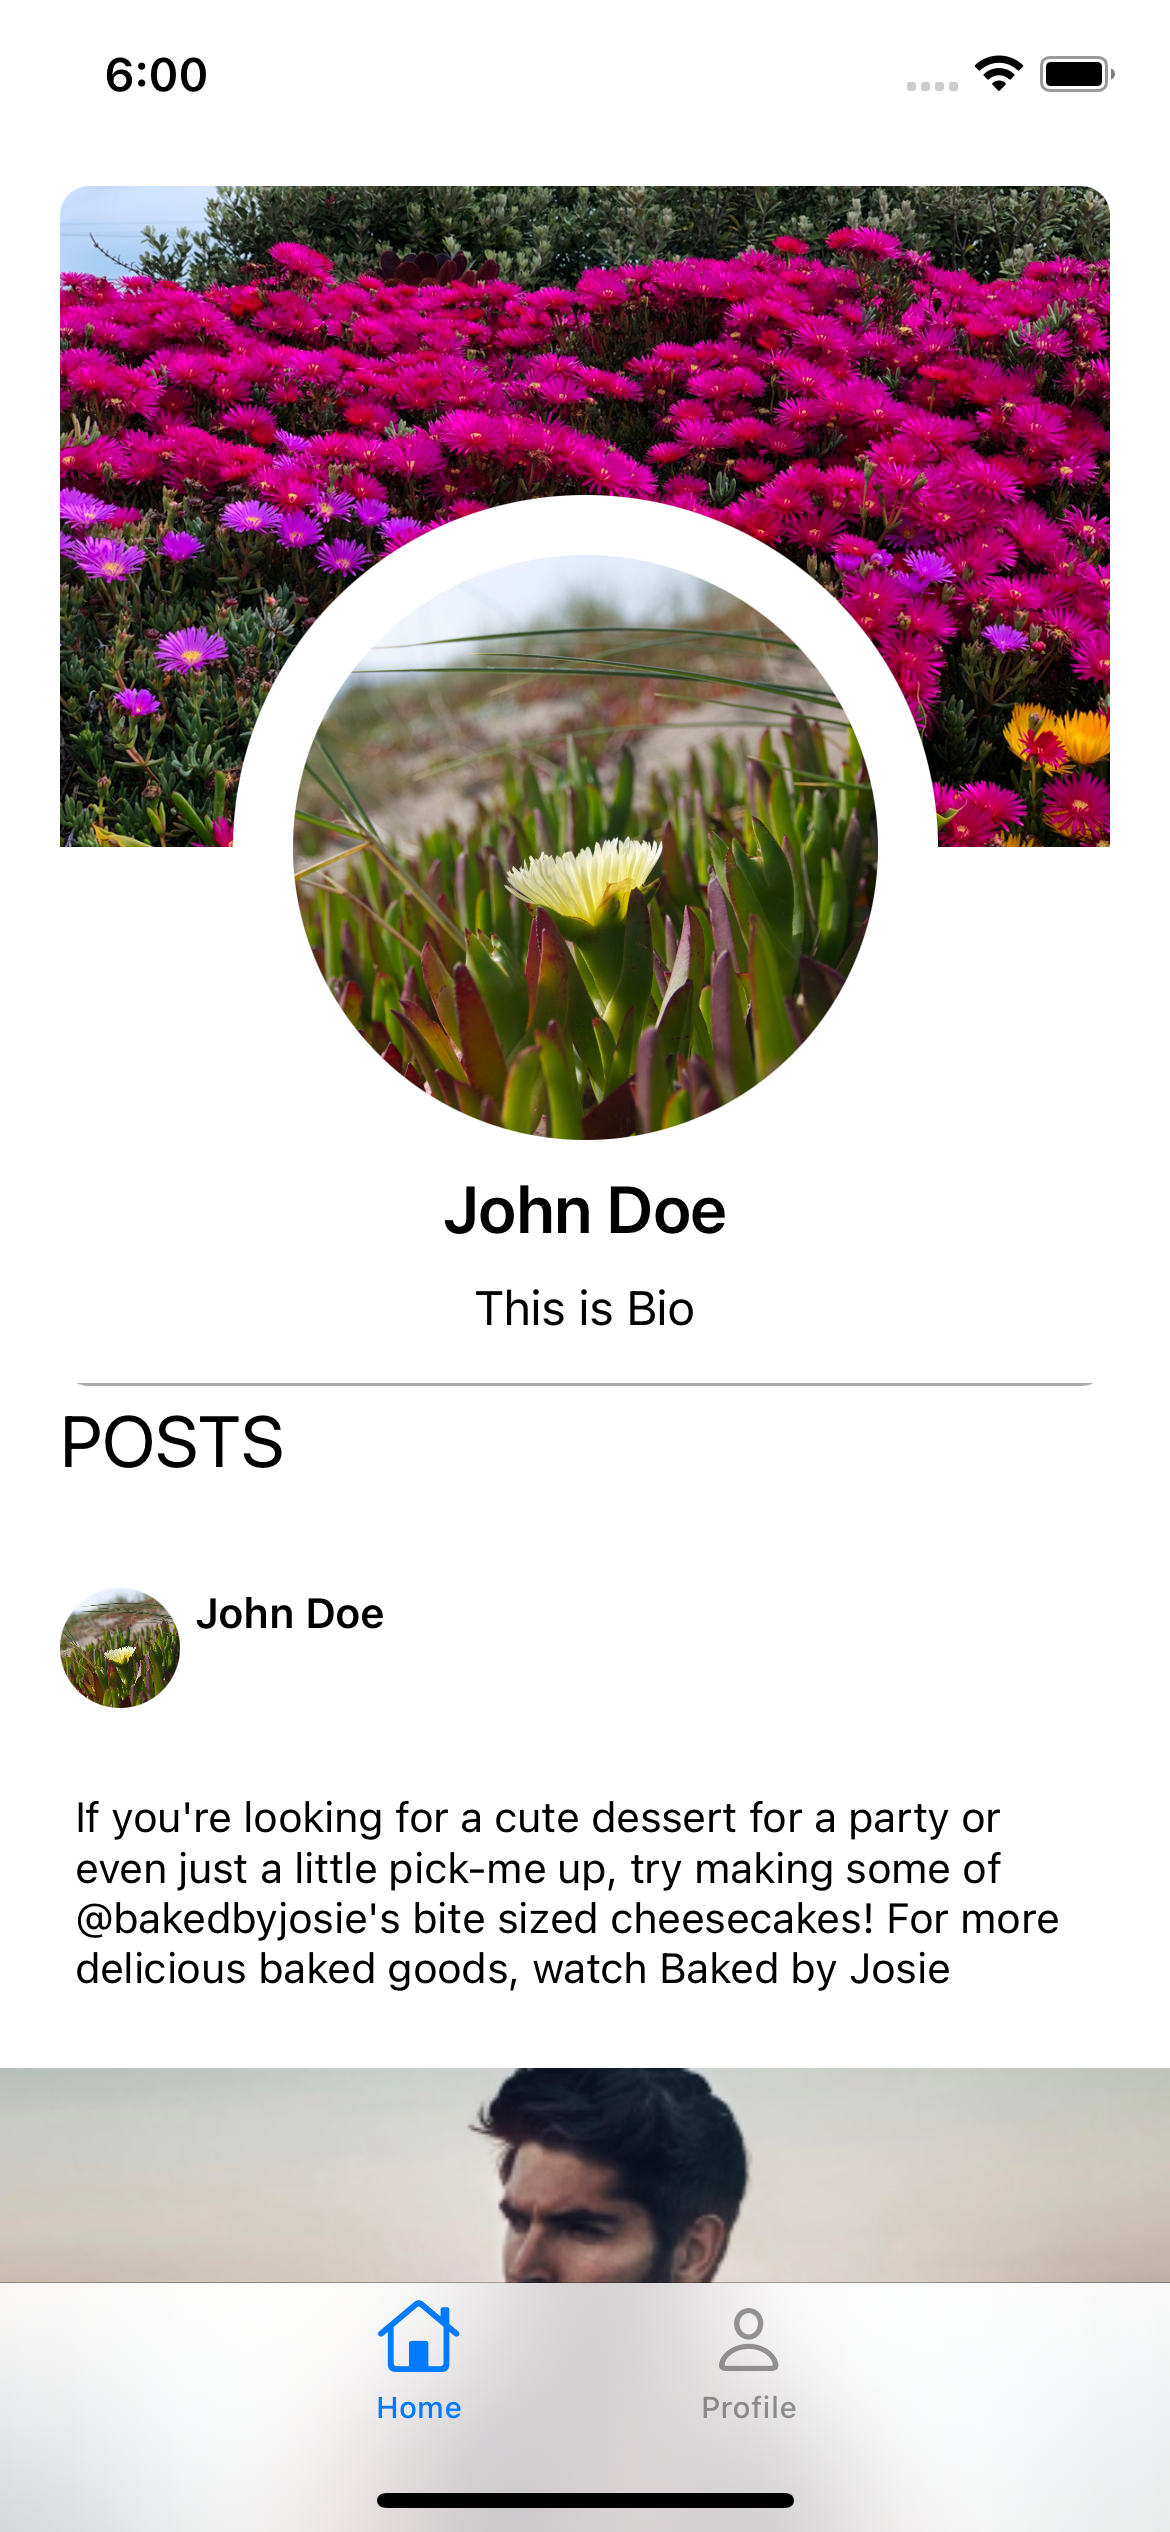 6:00
John Doe
This is Bio
POSTS
John Doe
If you're looking for a cute dessert for a party or
even just a little pick-me up, try making some of
@bakedbyjosie's bite sized cheesecakes! For more
delicious baked goods, watch Baked by Josie
Home
Profile